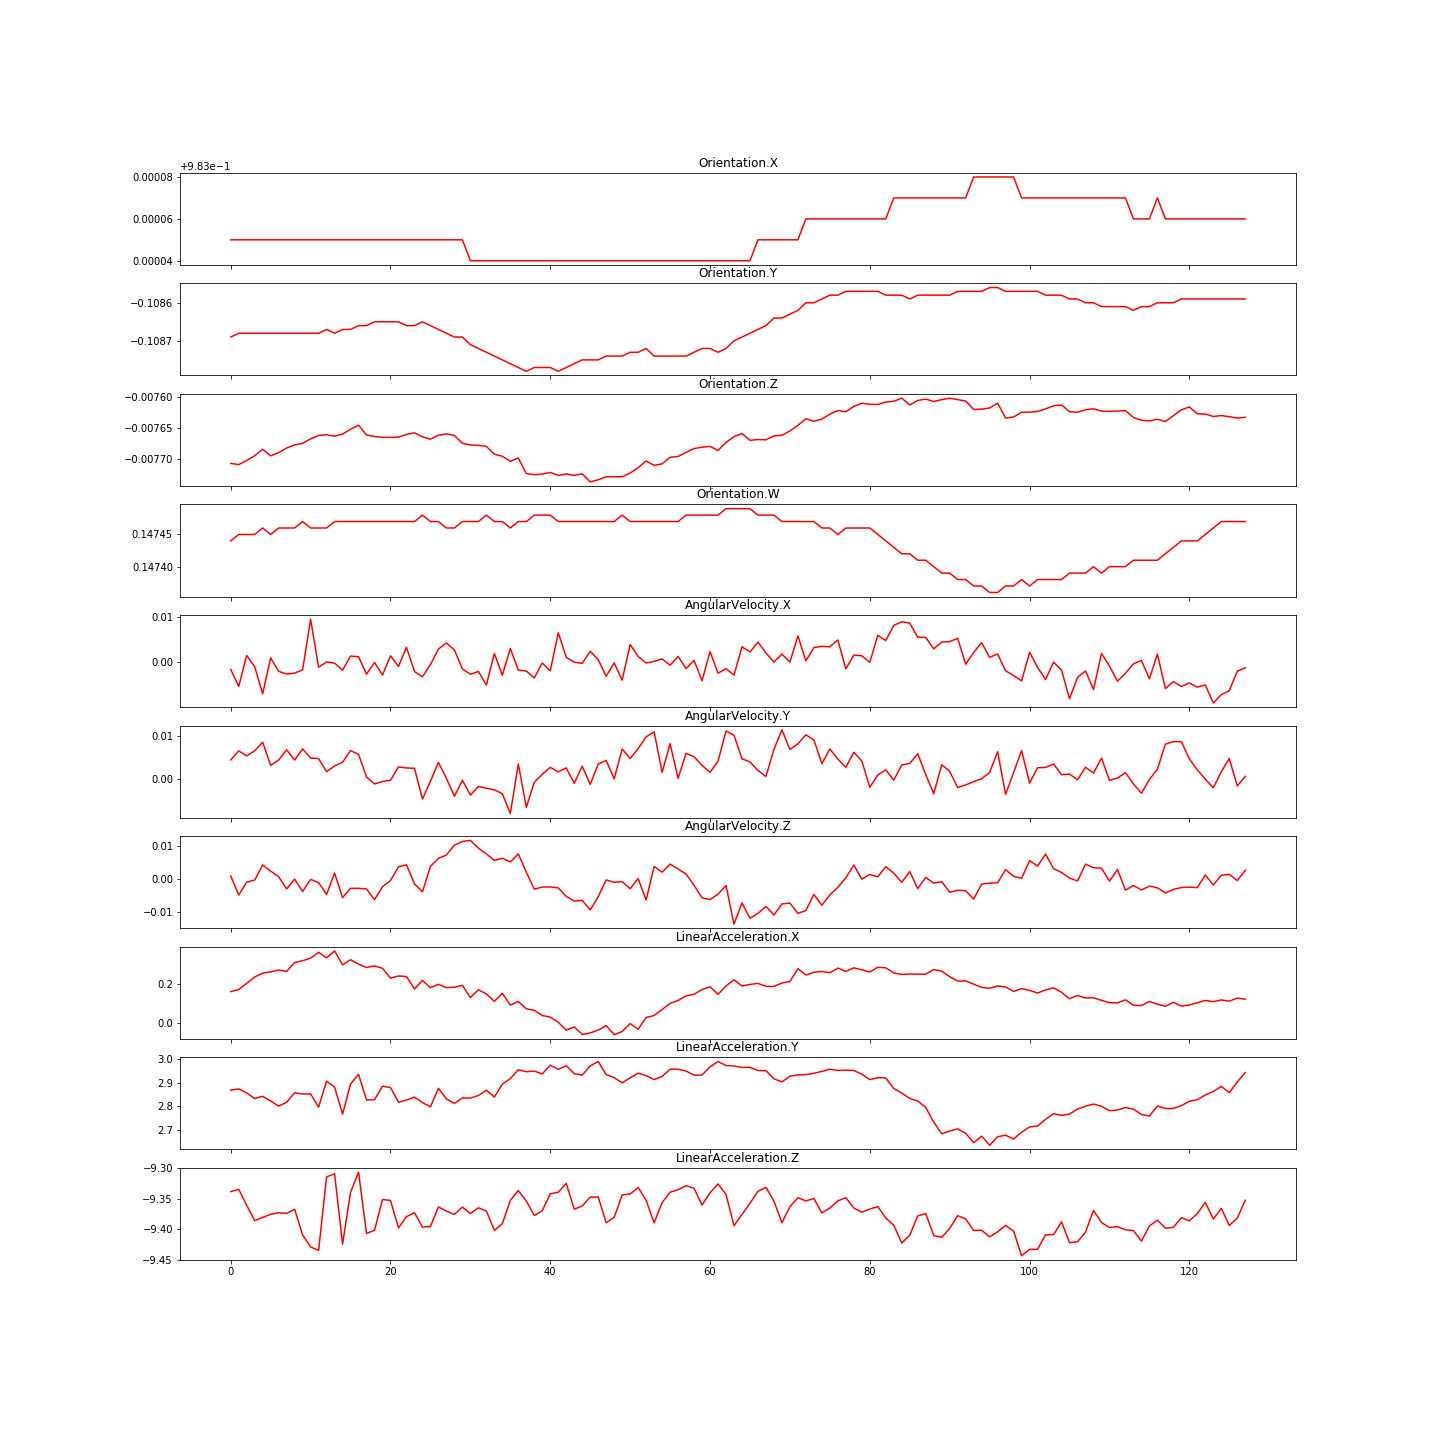 Orientation.X
+9.83e−1
0.00008
0.00006
0.00004
Orientation.Y
−0.1086
−0.1087
Orientation.Z
−0.00760
−0.00765
−0.00770
Orientation.W
0.14745
0.14740
AngularVelocity.X
0.01
0.00
AngularVelocity.Y
0.01
0.00
AngularVelocity.Z
0.01
0.00
−0.01
LinearAcceleration.X
0.2
0.0
LinearAcceleration.Y
3.0
2.9
2.8
2.7
LinearAcceleration.Z
−9.30
−9.35
−9.40
−9.45
0 20 40 60 80 100 120